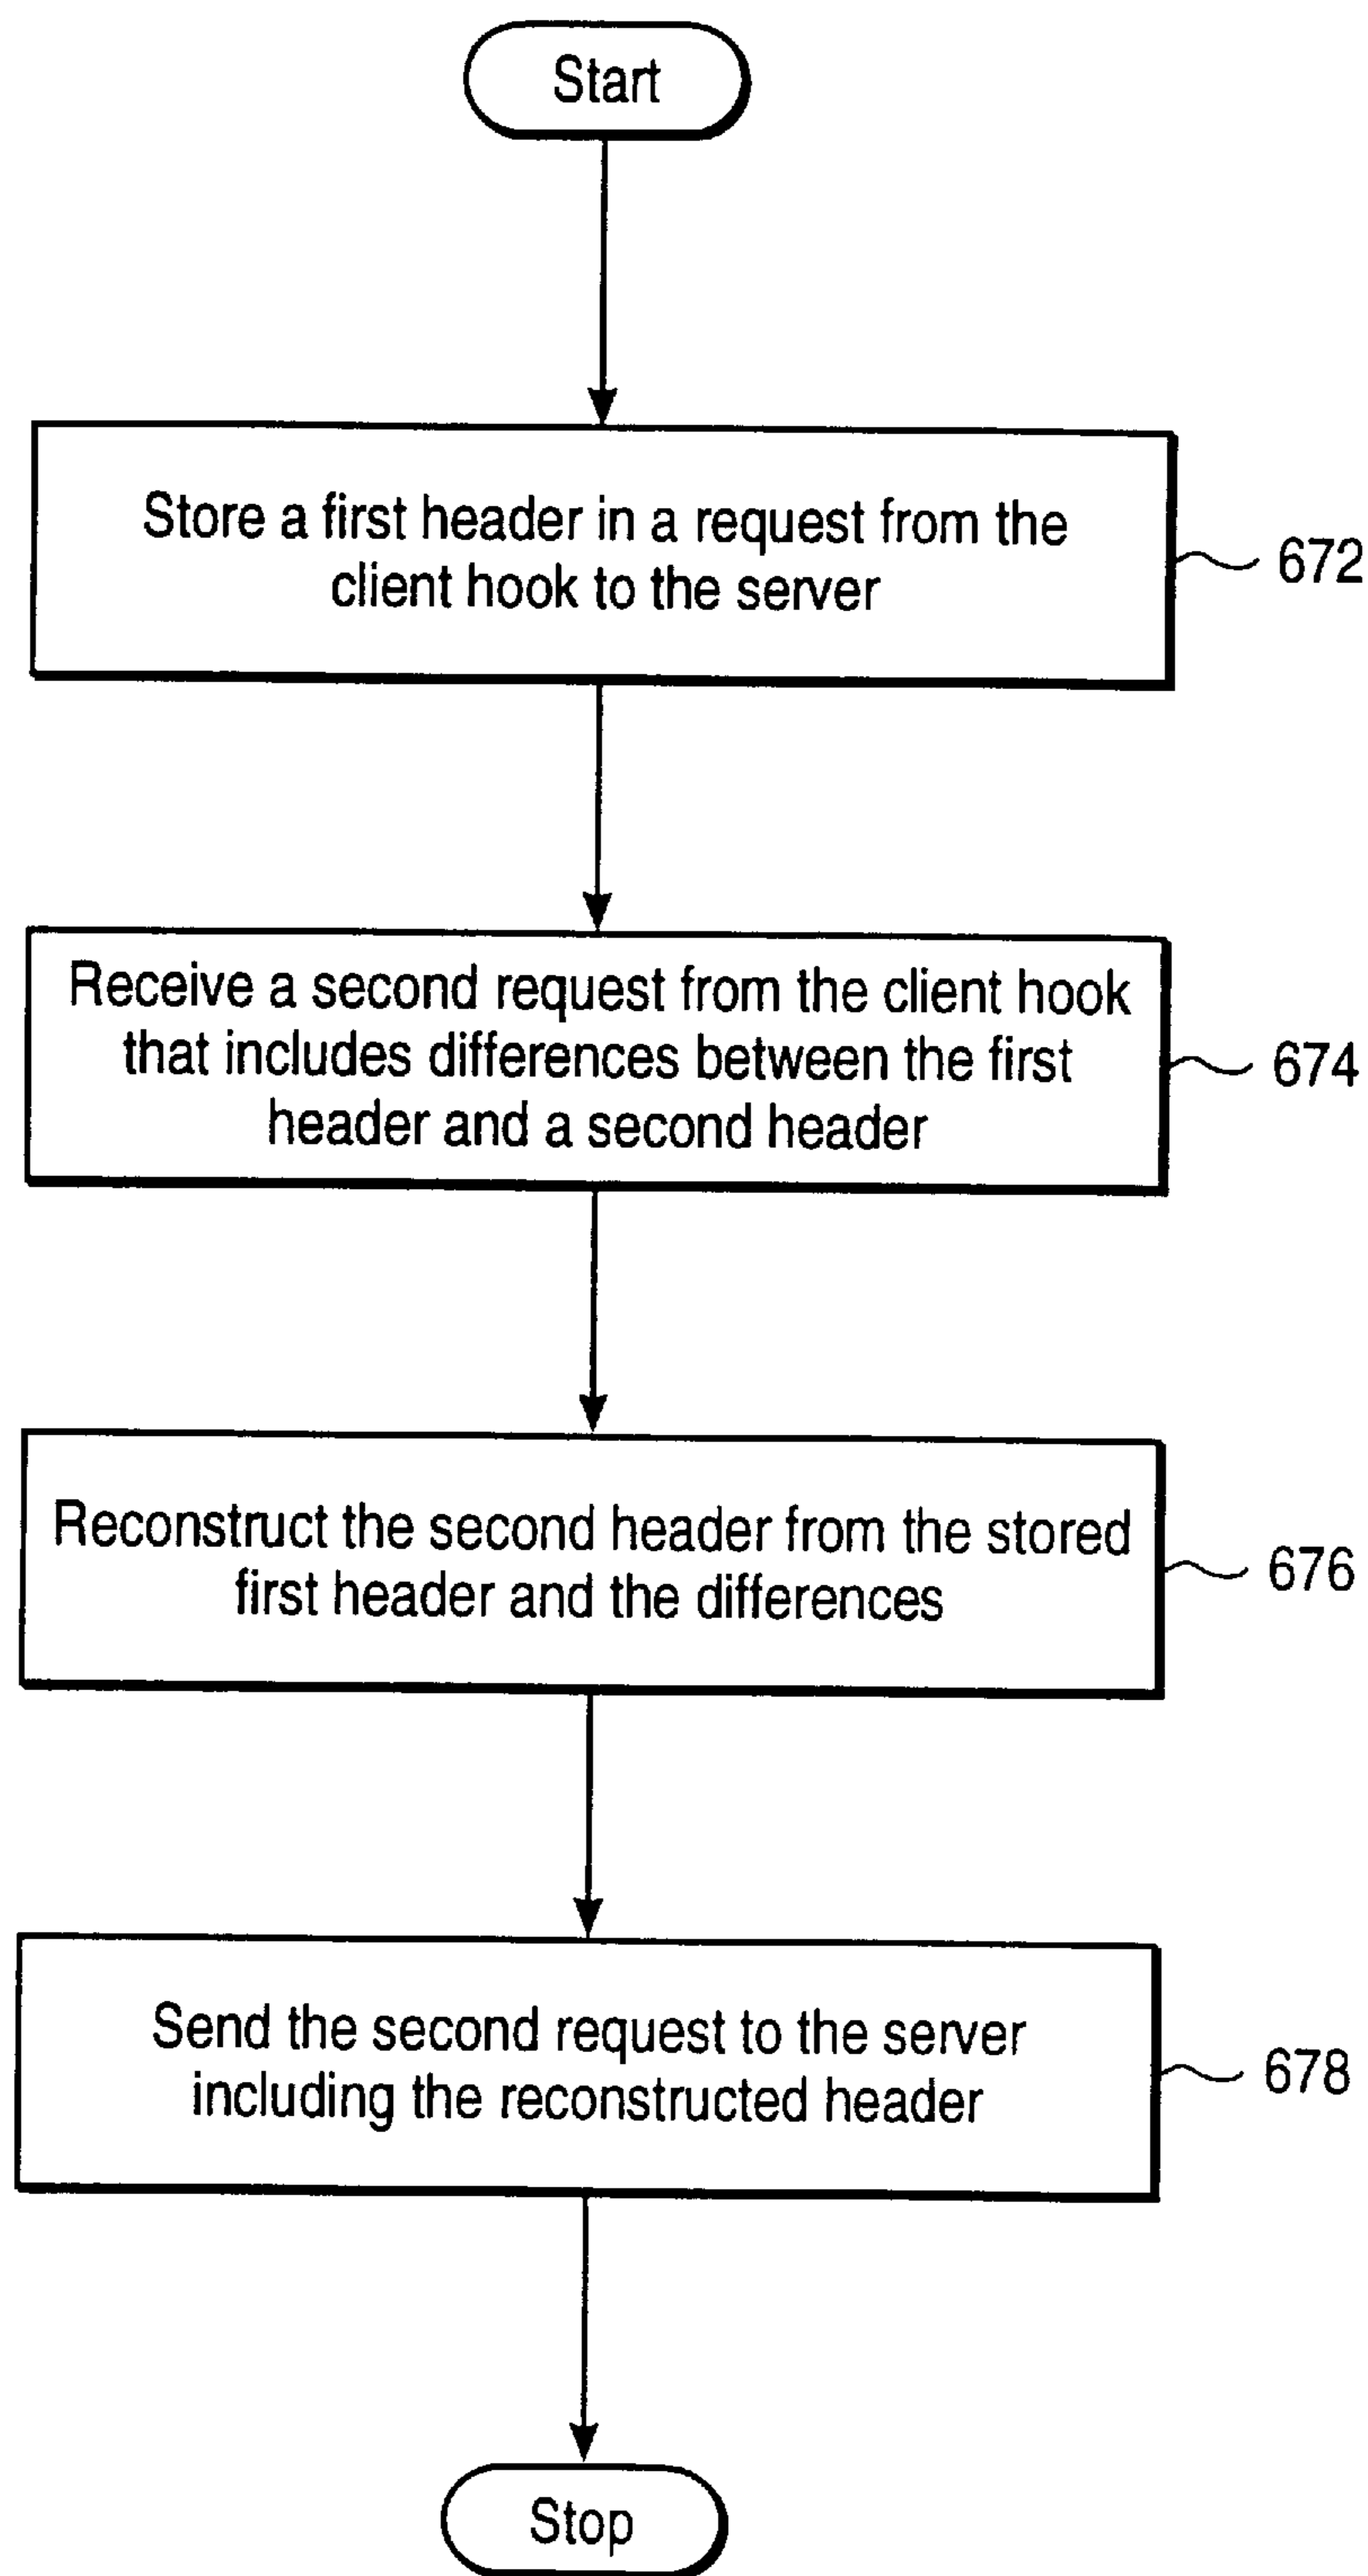 Start
Store a first header in a request from the
client hook to the server
672
Receive a second request from the client hook
that includes differences between the first
header and a second header
674
Reconstruct the second header from the stored
first header and the differences
676
Send the second request to the server
including the reconstructed header
678
Stop